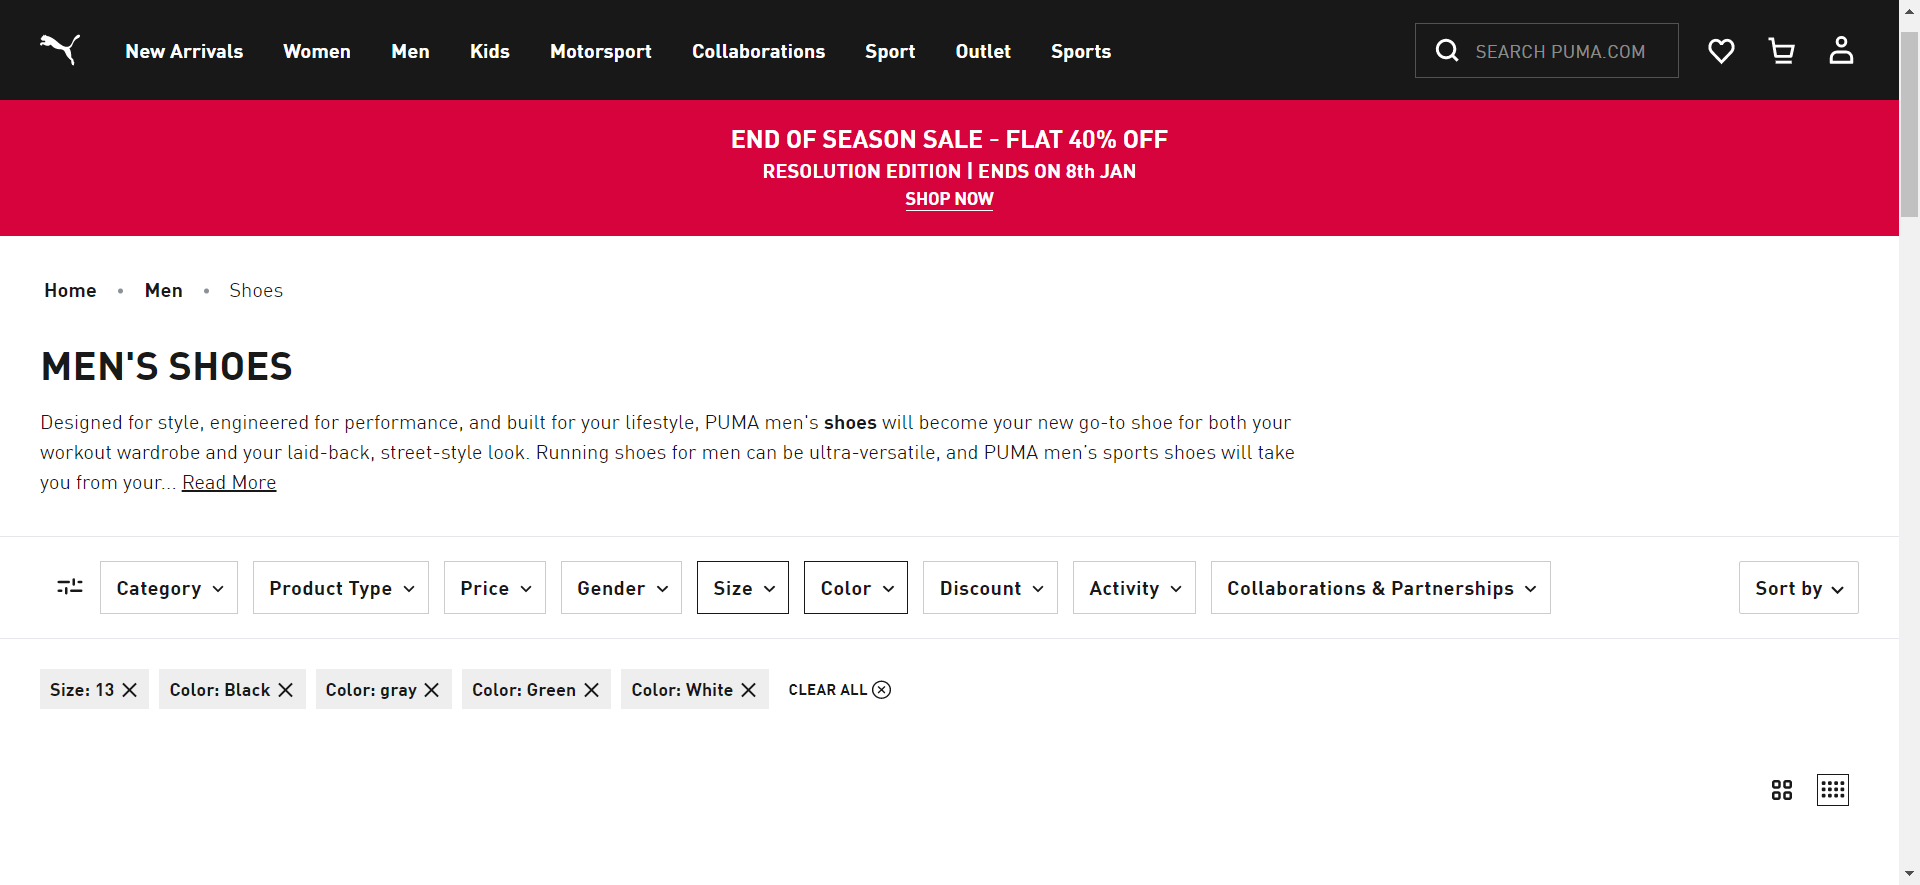 New Arrivals Women Men Kids Motorsport Collaborations Sport Outlet Sports SEARCH PUMA.COM
END OF SEASON SALE - FLAT 40% OFF
RESOLUTION EDITION | ENDS ON 8th JAN
SHOP NOW
Home • Men • Shoes
MEN'S SHOES
Designed for style, engineered for performance, and built for your lifestyle, PUMA men's shoes will become your new go-to shoe for both your
workout wardrobe and your laid-back, street-style look. Running shoes for men can be ultra-versatile, and PUMA men's sports shoes will take
you from your... Read More
Category Product Type Price Gender Size Color Discount Activity Collaborations & Partnerships Sort by
Size: 13 Color: Black Color: gray Color: Green Color: White CLEAR ALL